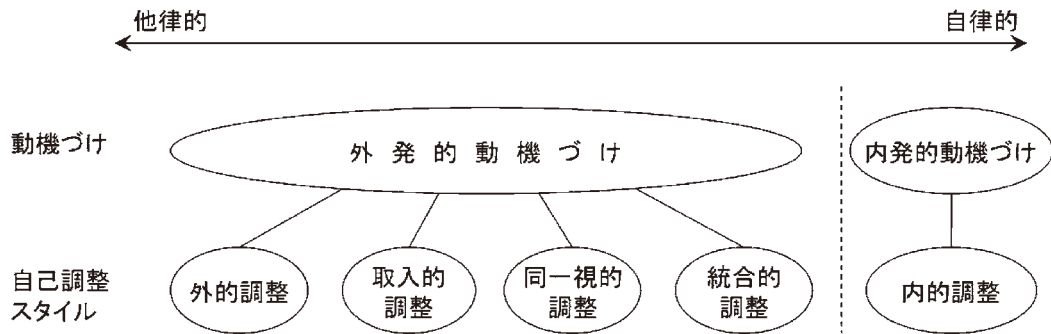 他律的
自律的
動機づけ
外発的動機づけ
内発的動機づけ
自己調整
スタイル
外的調整
取入的
調整
同一視的
調整
統合的
調整
内的調整